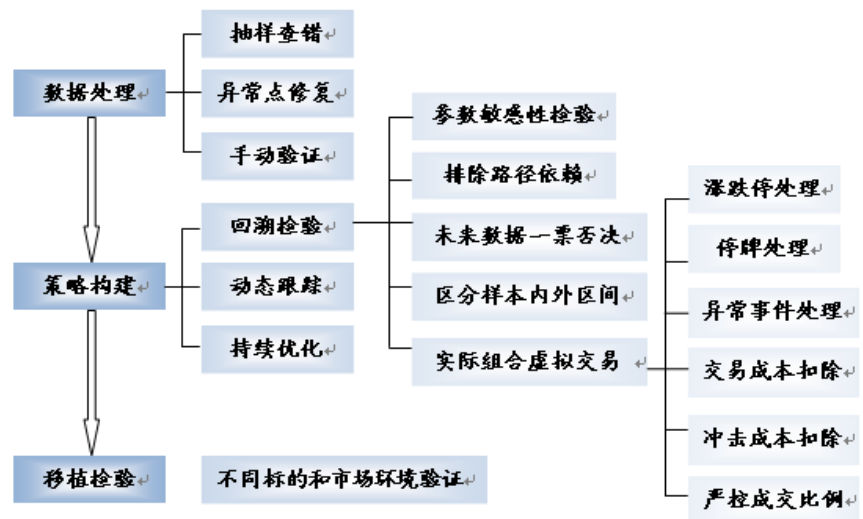 抽样查错
数据处理
异常点修复
手动验证
参数敏感性检验
排除路径依赖
涨跌停处理
回溯检验
未来数据一票否决
停牌处理
策略构建
动态跟踪
区分样本内外区间
异常事件处理
持续优化
实际组合虚拟交易
交易成本扣除
冲击成本扣除
移植检验
不同标的和市场环境验证
严控成交比例